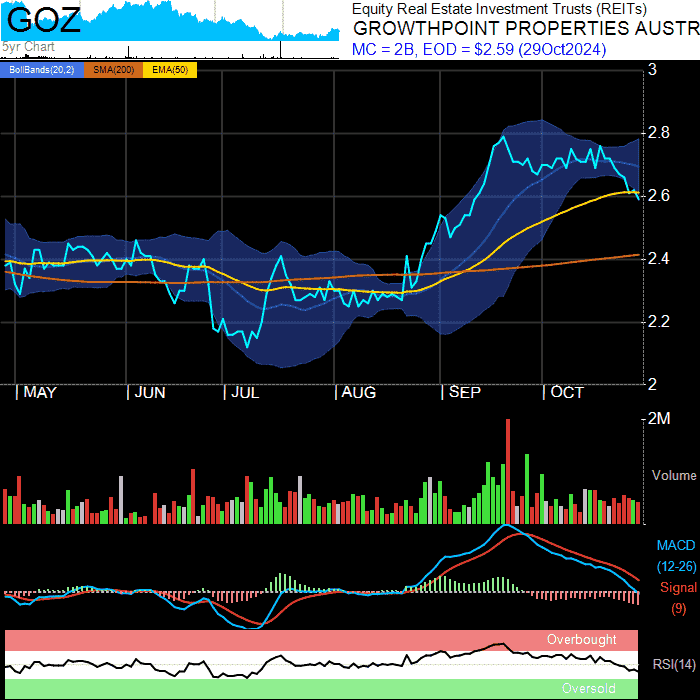 GOZ
Equity Real Estate Investment Trusts (REITs)
GROWTHPOINT PROPERTIES AUSTR
5yr Chart
MC = 2B, EOD = $2.59 (29Oct2024)
BollBands(20,2) SMA(200) EMA(50)
3
2.8
2.6
2.4
2.2
2
MAY JUN JUL AUG SEP OCT
2M
Volume
MACD
(12-26)
Signal
(9)
Overbought
RSI(14)
Oversold